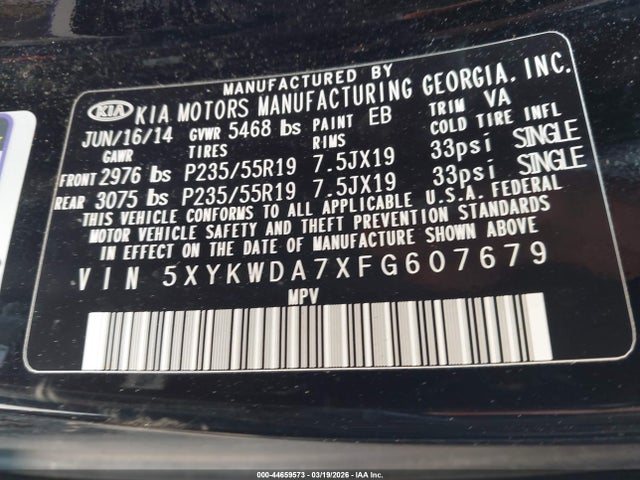 MANUFACTURED BY
KIA KIA MOTORS MANUFACTURING GEORGIA, INC.
JUN/16/14 GVWR 5468 lbs PAINT EB TRIM VA
GAWR TIRES RIMS COLD TIRE INFL
FRONT 2976 lbs P235/55R19 7.5JX19 33psi SINGLE
REAR 3075 lbs P235/55R19 7.5JX19 33psi SINGLE
THIS VEHICLE CONFORMS TO ALL APPLICABLE U.S.A. FEDERAL
MOTOR VEHICLE SAFETY AND THEFT PREVENTION STANDARDS
IN EFFECT ON THE DATE OF MANUFACTURE SHOWN ABOVE.
VIN 5XYKWDA7XFG607679
MPV
000-44659573 | 03/19/2026 | IAA Inc.